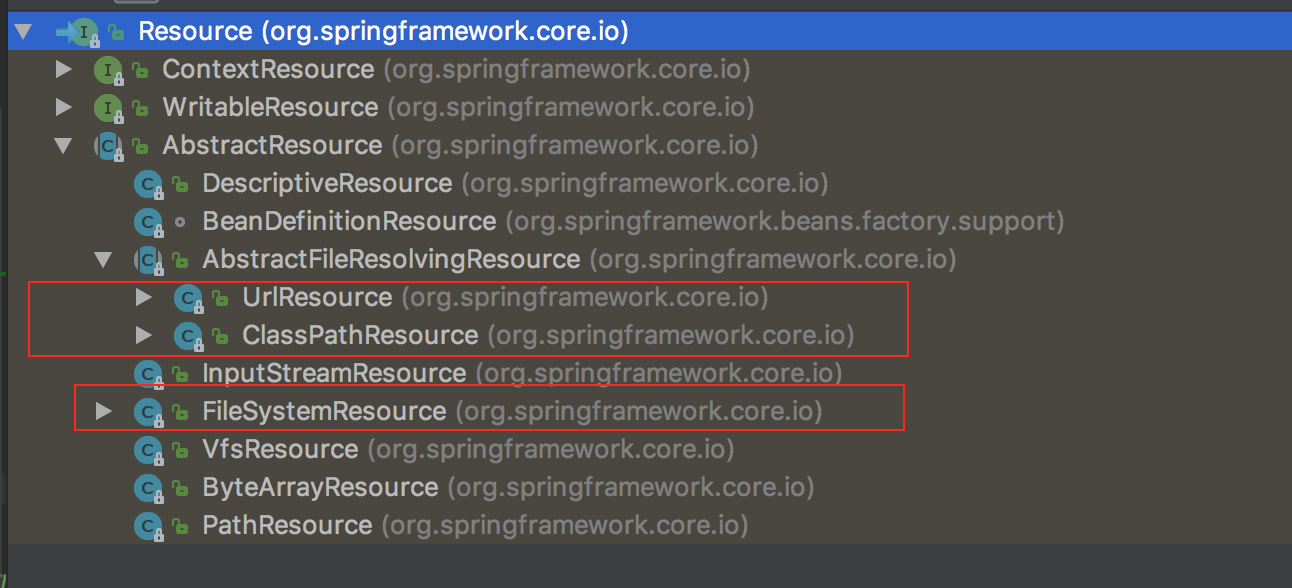 Resource (org.springframework.core.io)
ContextResource (org.springframework.core.io)
WritableResource (org.springframework.core.io)
AbstractResource (org.springframework.core.io)
DescriptiveResource (org.springframework.core.io)
BeanDefinitionResource (org.springframework.beans.factory.support)
AbstractFileResolvingResource (org.springframework.core.io)
UrlResource (org.springframework.core.io)
ClassPathResource (org.springframework.core.io)
InputStreamResource (org.springframework.core.io)
FileSystemResource (org.springframework.core.io)
VfsResource (org.springframework.core.io)
ByteArrayResource (org.springframework.core.io)
PathResource (org.springframework.core.io)